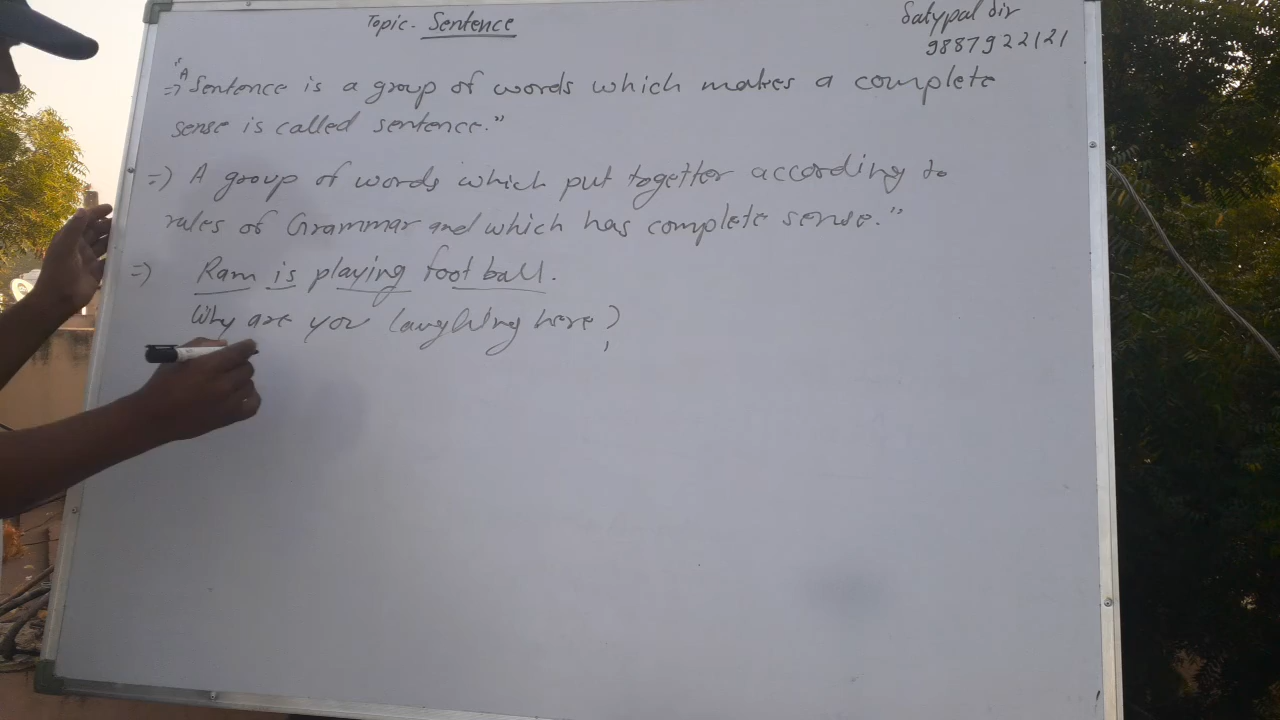 Topic - Sentence
Satypal Sir
9887922121
"A
=> Sentence is a group of words which makes a complete
sense is called sentence."
=> A group of words which put together according to
rules of Grammar and which has complete sense."
=> Ram is playing foot ball.
Why are you laughing here?